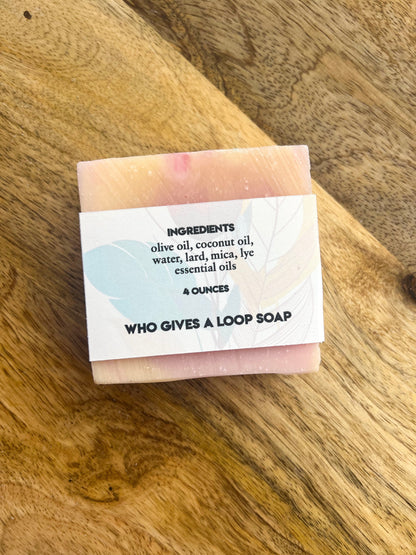 INGREDIENTS
olive oil, coconut oil,
water, lard, mica, lye
essential oils
4 OUNCES
WHO GIVES A LOOP SOAP